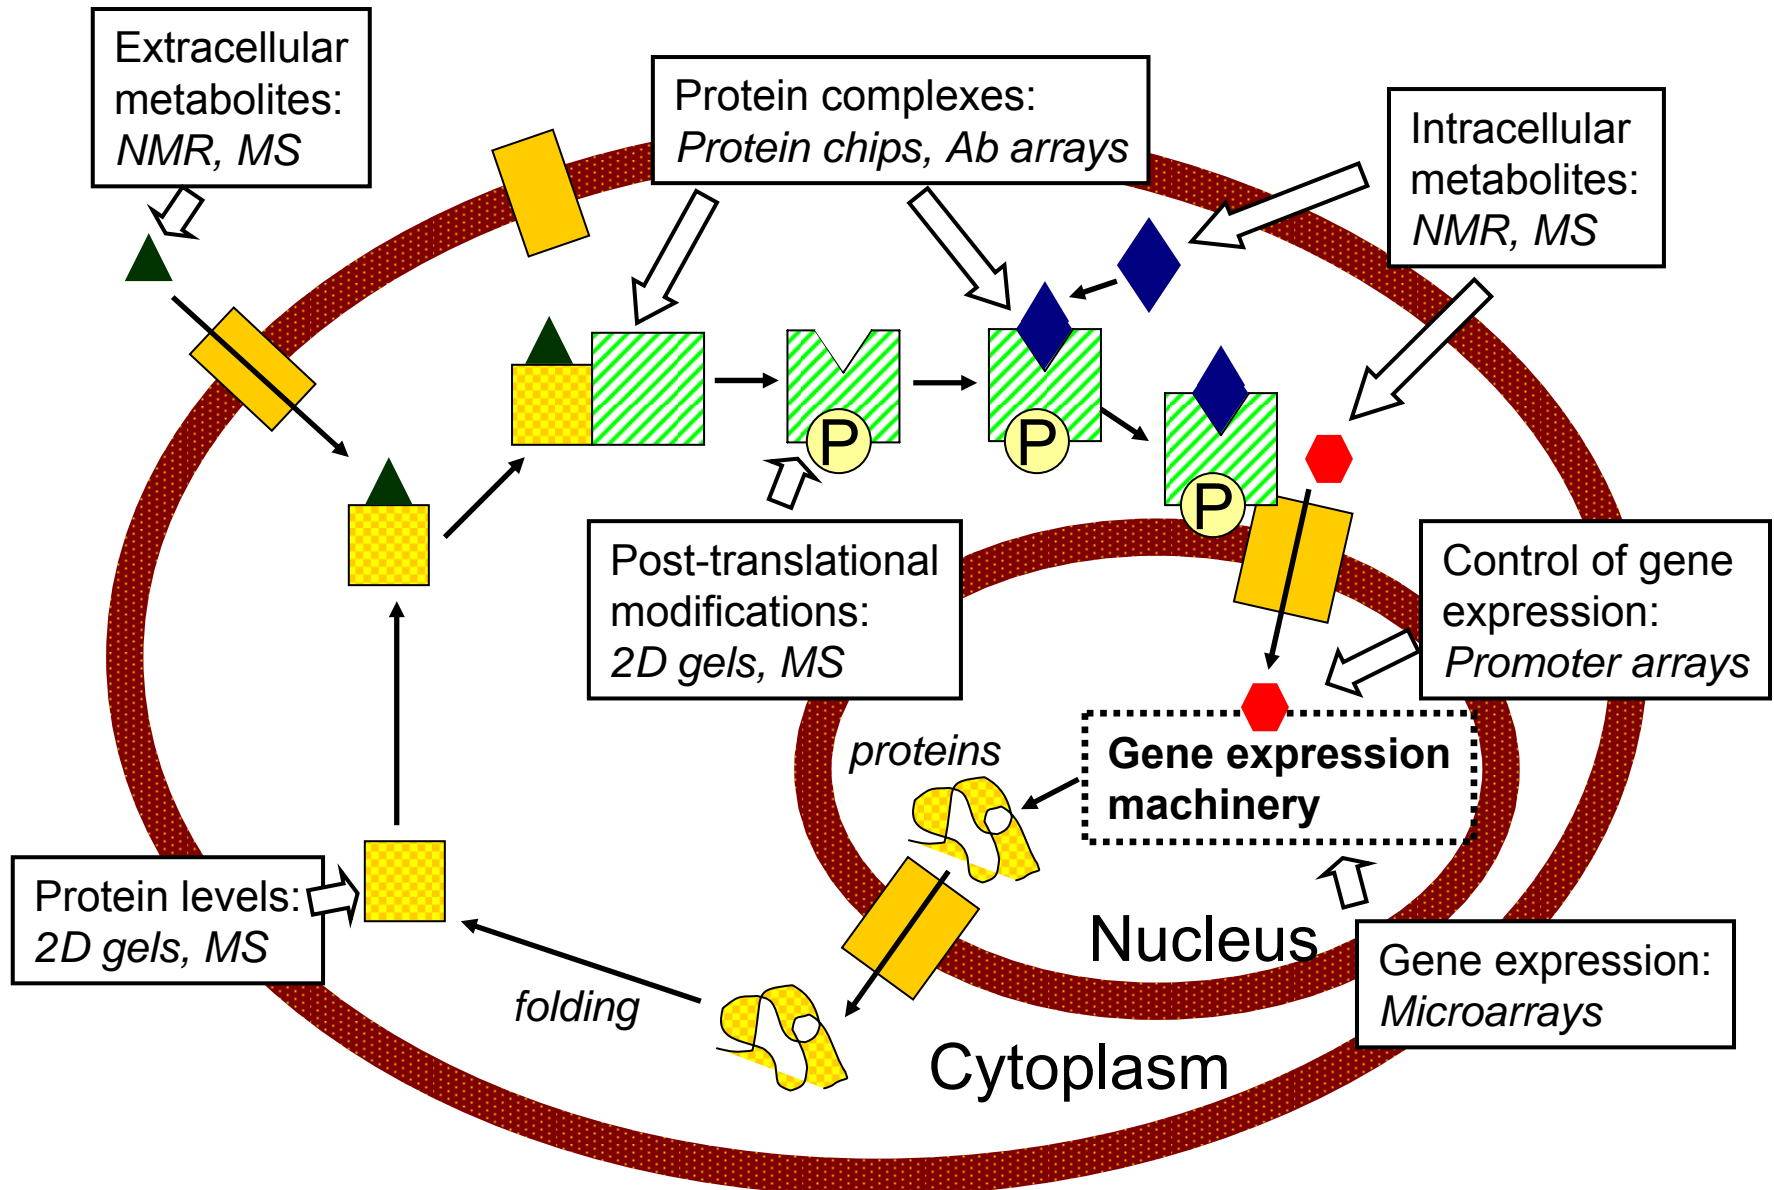 Extracellular
metabolites:
NMR, MS
Protein complexes:
Protein chips, Ab arrays
Intracellular
metabolites:
NMR, MS
P
P
P
Post-translational
modifications:
2D gels, MS
Control of gene
expression:
Promoter arrays
proteins
Gene expression
machinery
Protein levels:
2D gels, MS
folding
Nucleus
Gene expression:
Microarrays
Cytoplasm